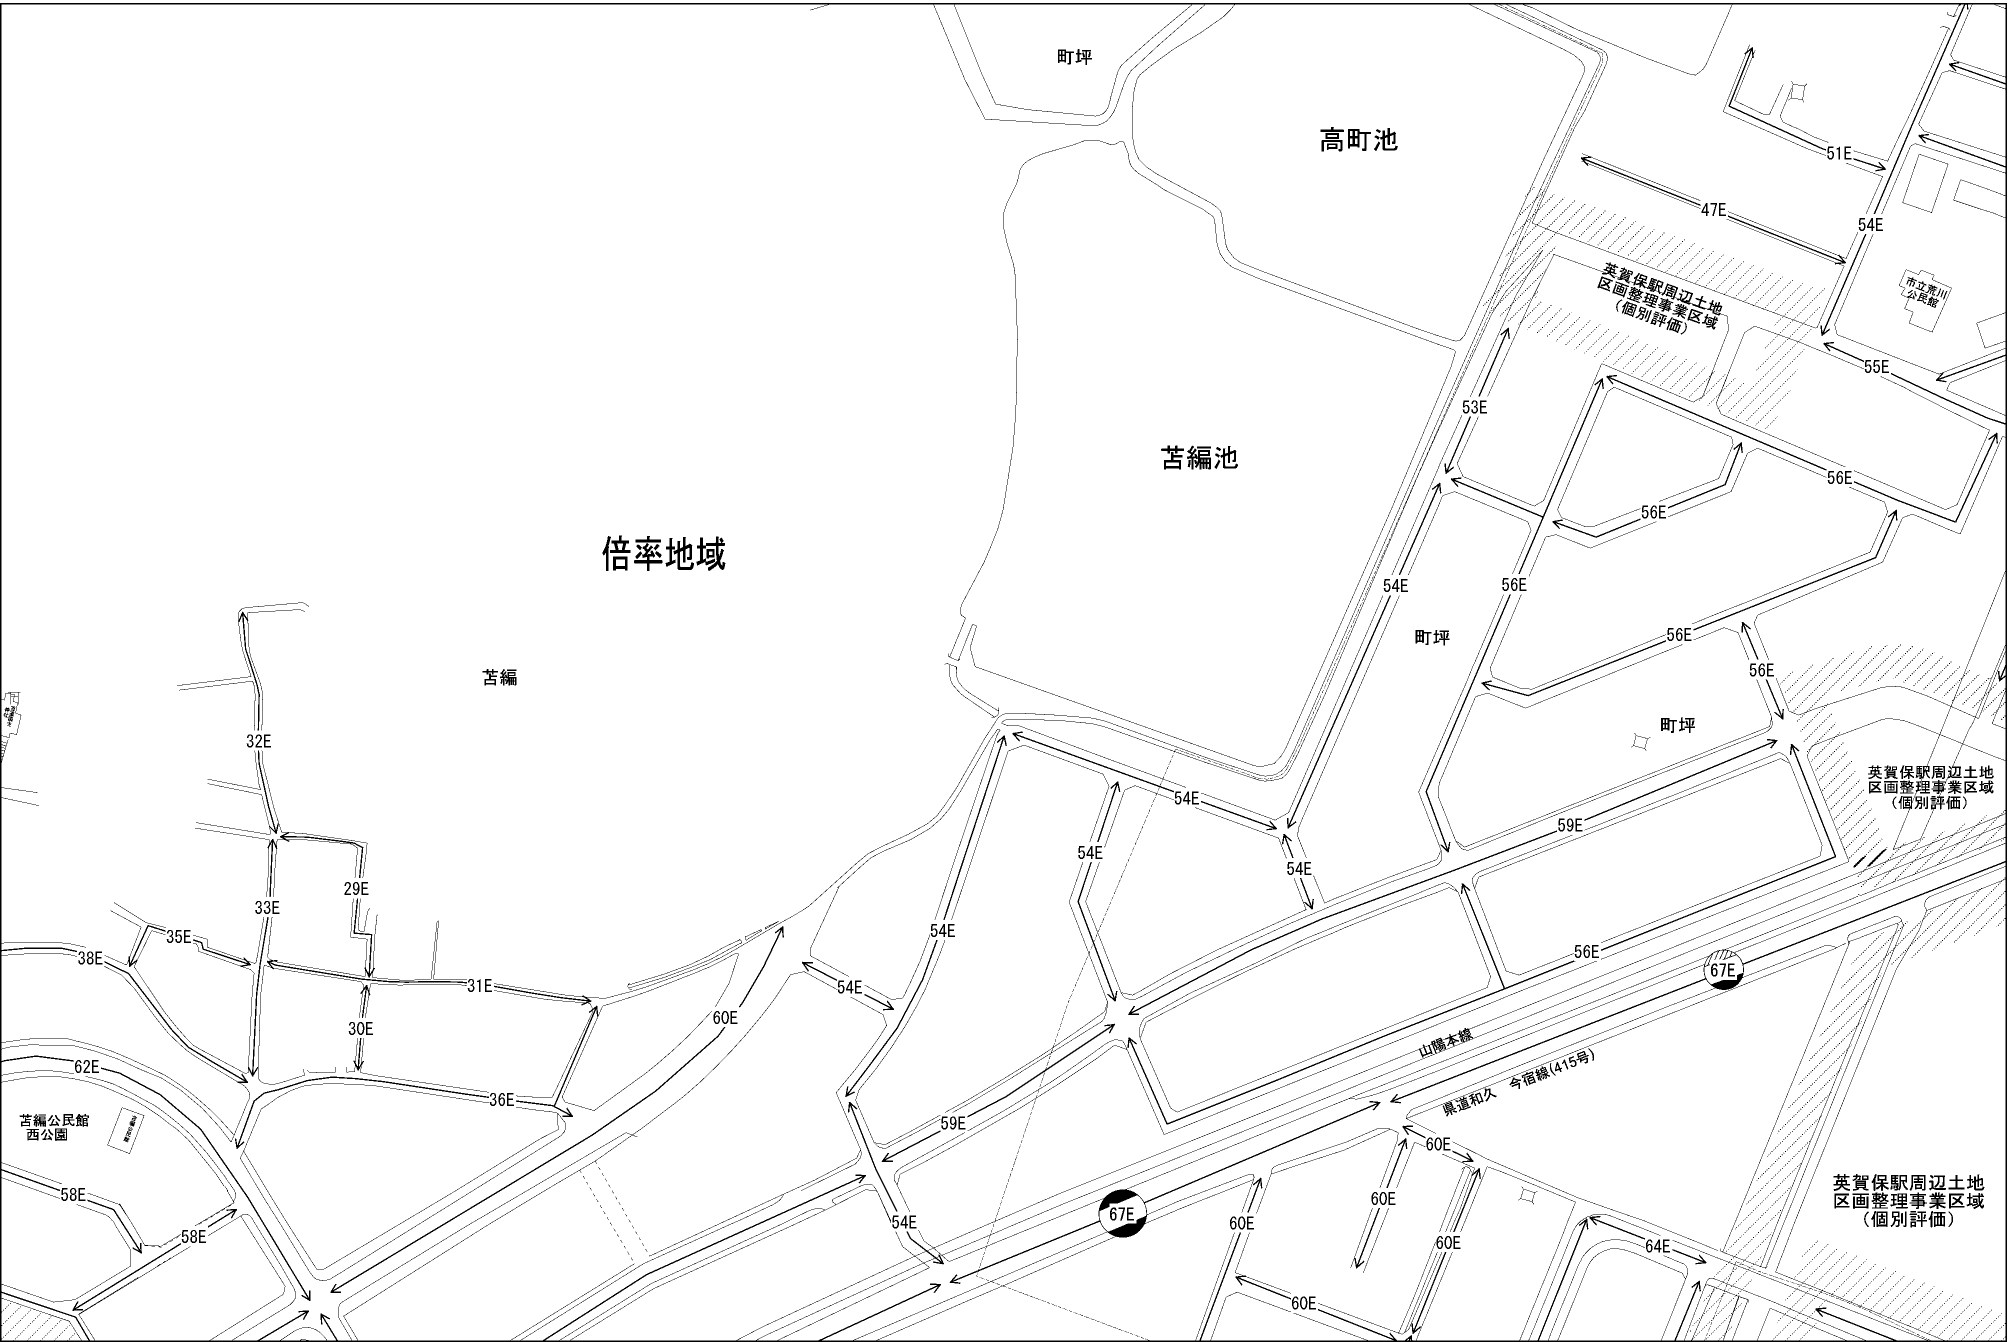 町坪
高町池
51E
47E
54E
英賀保駅周辺土地
区画整理事業区域
(個別評価)
市立荒川
公民館
55E
53E
苫編池
56E
56E
倍率地域
54E
56E
町坪
56E
56E
苫編
町坪
32E
英賀保駅周辺土地
区画整理事業区域
(個別評価)
54E
59E
54E
54E
29E
33E
54E
35E
56E
38E
67E
31E
54E
60E
30E
山陽本線
62E
県道和久 今宿線(415号)
36E
苫編公民館
西公園
59E
60E
58E
60E
英賀保駅周辺土地
区画整理事業区域
(個別評価)
67E
54E
60E
58E
60E
64E
60E